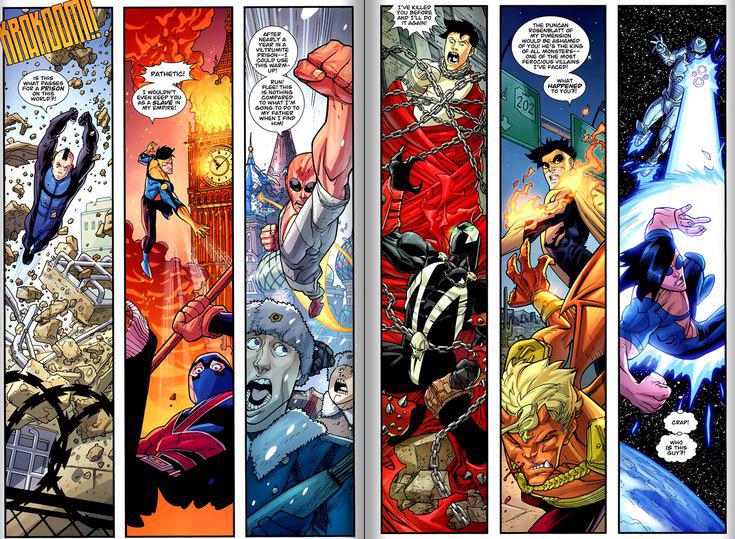 KRAKOOM!!
IS THIS
WHAT PASSES
FOR A PRISON
ON THIS
WORLD?!
PATHETIC!
I WOULDN'T
EVEN KEEP YOU
AS A SLAVE IN
MY EMPIRE!
AFTER
NEARLY A
YEAR IN A
VILTRUMITE
PRISON--I
COULD USE
THIS WARM-
UP!
RUN!
FLEE! THIS IS
NOTHING
COMPARED
TO WHAT I'M
GOING TO DO TO
MY FATHER
WHEN I FIND
HIM!
I'VE KILLED
YOU BEFORE
AND I'LL DO
IT AGAIN!
THE DUNCAN
ROSENBLATT OF
MY DIMENSION
WOULD BE ASHAMED
OF YOU! HE'S THE KING
OF ALL MONSTERS--
ONE OF THE MOST
FEROCIOUS VILLAINS
I'VE FACED!
WHAT
HAPPENED
TO YOU?!
202
CRAP!
WHO
IS THIS
GUY?!